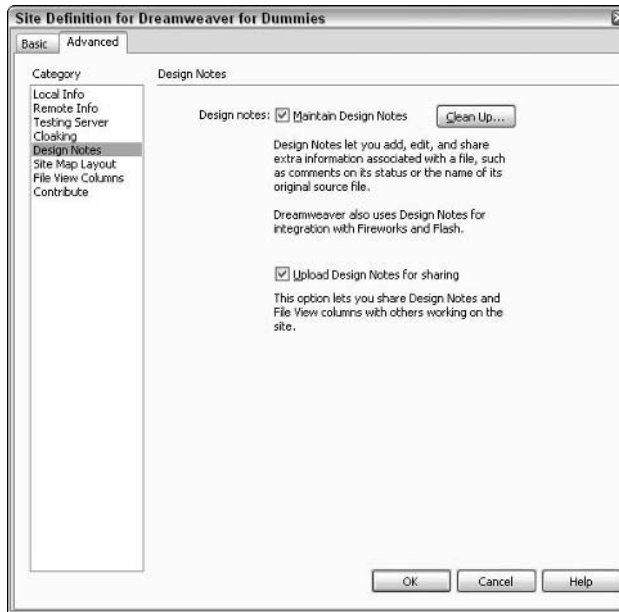 Site Definition for Dreamweaver for Dummies
Basic
Advanced
Category
Local Info
Remote Info
Testing Server
Cloaking
Design Notes
Site Map Layout
File View Columns
Contribute
Design Notes
Design notes: Maintain Design Notes
Clean Up...
Design Notes let you add, edit, and share
extra information associated with a file, such
as comments on its status or the name of its
original source file.
Dreamweaver also uses Design Notes for
integration with Fireworks and Flash.
Upload Design Notes for sharing
This option lets you share Design Notes and
File View columns with others working on the
site.
OK
Cancel
Help